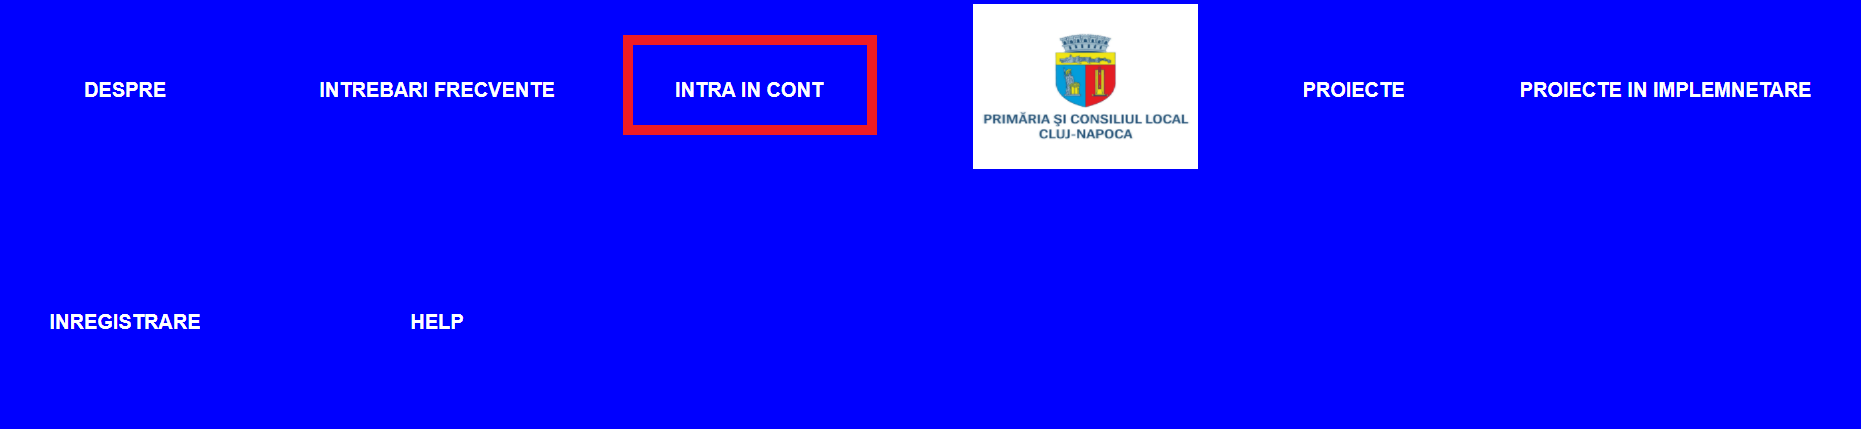 DESPRE
INTREBARI FRECVENTE
INTRA IN CONT
PRIMĂRIA ŞI CONSILIUL LOCAL
CLUJ-NAPOCA
PROIECTE
PROIECTE IN IMPLEMNETARE
INREGISTRARE
HELP